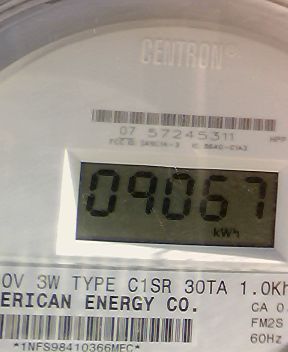 CENTRON®
07 57245311
09067
kWh
0V 3W TYPE C1SR 30TA 1.0Kh
ERICAN ENERGY CO.
CA 0.
FM2S
60Hz
*1NFS98410366MEC*